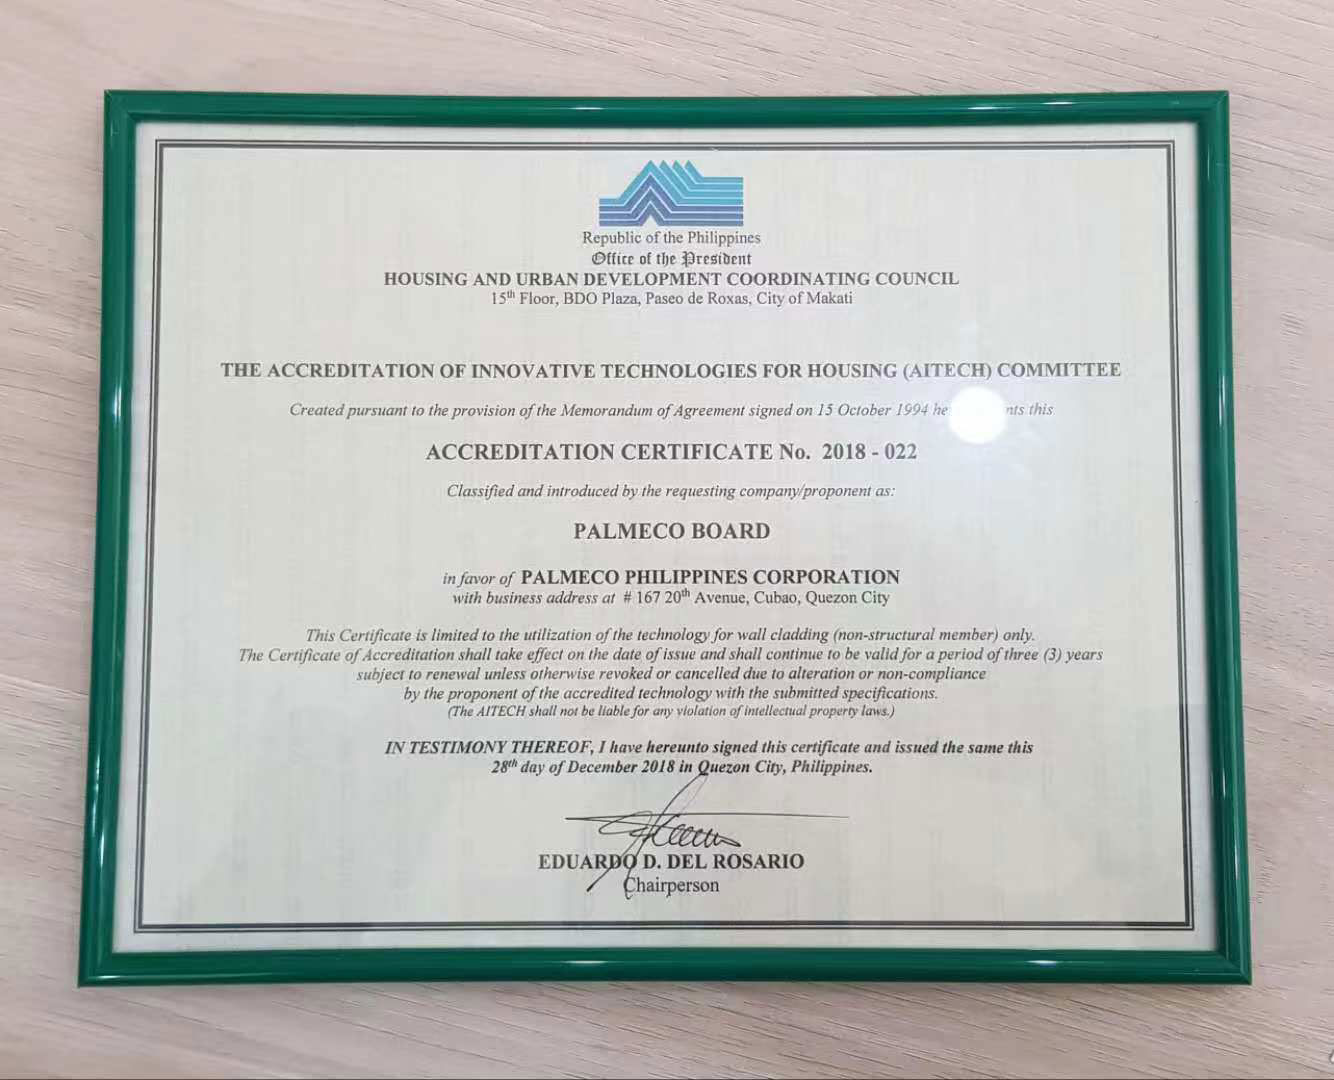 Republic of the Philippines
Office of the President
HOUSING AND URBAN DEVELOPMENT COORDINATING COUNCIL
15th Floor, BDO Plaza, Paseo de Roxas, City of Makati
THE ACCREDITATION OF INNOVATIVE TECHNOLOGIES FOR HOUSING (AITECH) COMMITTEE
Created pursuant to the provision of the Memorandum of Agreement signed on 15 October 1994 this
ACCREDITATION CERTIFICATE No. 2018 - 022
Classified and introduced by the requesting company/proponent as:
PALMECO BOARD
in favor of PALMECO PHILIPPINES CORPORATION
with business address at # 167 20th Avenue, Cubao, Quezon City
This Certificate is limited to the utilization of the technology for wall cladding (non-structural member) only.
The Certificate of Accreditation shall take effect on the date of issue and shall continue to be valid for a period of three (3) years
subject to renewal unless otherwise revoked or cancelled due to alteration or non-compliance
by the proponent of the accredited technology with the submitted specifications.
(The AITECH shall not be liable for any violation of intellectual property laws.)
IN TESTIMONY THEREOF, I have hereunto signed this certificate and issued the same this
28th day of December 2018 in Quezon City, Philippines.
EDUARDO D. DEL ROSARIO
Chairperson